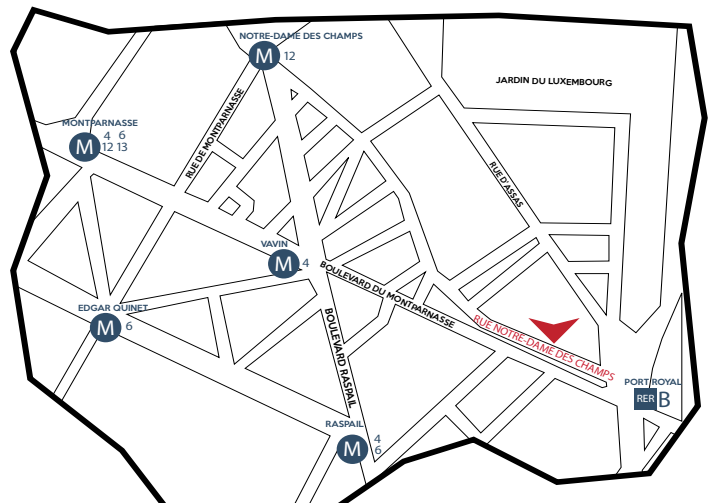 NOTRE-DAME DES CHAMPS
M 12
JARDIN DU LUXEMBOURG
RUE DE MONTPARNASSE
MONTPARNASSE
M 4 6
12 13
RUE D'ASSAS
VAVIN
M 4
BOULEVARD DU MONTPARNASSE
EDGAR QUINET
M 6
BOULEVARD RASPAIL
RUE NOTRE-DAME DES CHAMPS
PORT ROYAL
RER B
RASPAIL
M 4
6